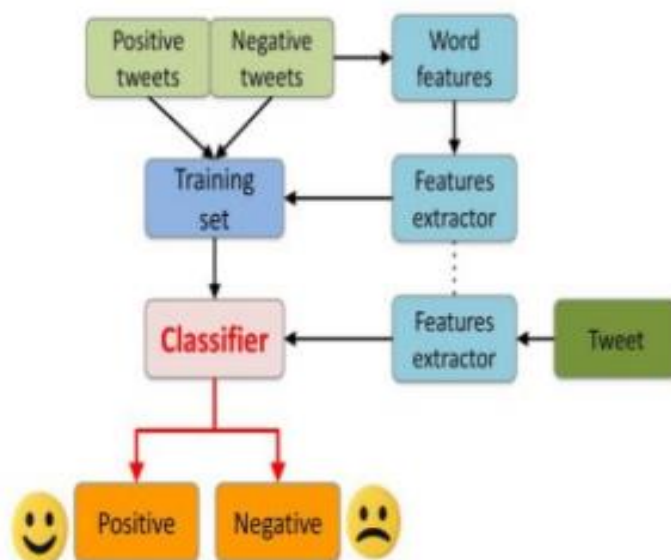 Positive
tweets
Negative
tweets
Word
features
Training
set
Features
extractor
Classifier
Features
extractor
Tweet
Positive
Negative